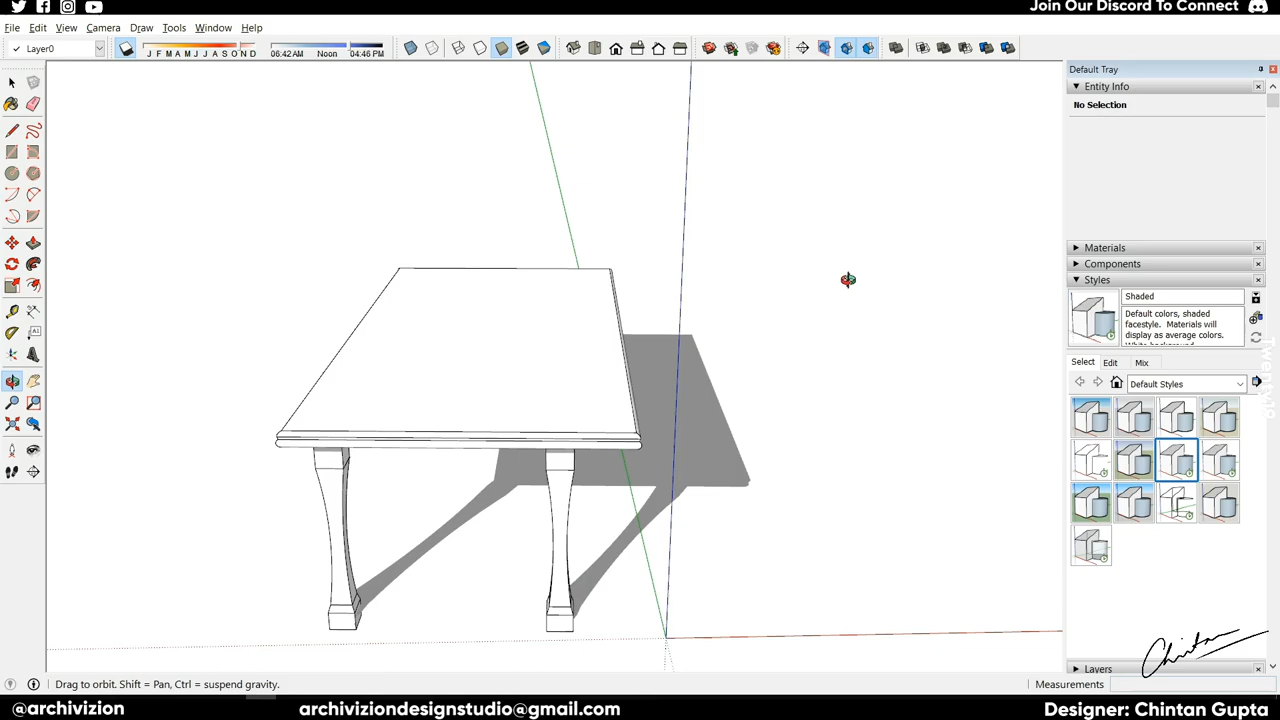 Join Our Discord To Connect
File Edit View Camera Draw Tools Window Help
Layer0
J F M A M J J A S O N D
06:42 AM Noon 04:46 PM
Default Tray
Entity Info
No Selection
Materials
Components
Styles
Shaded
Default colors, shaded
facestyle. Materials will
display as average colors.
Select Edit Mix
Default Styles
Layers
Chintan
Drag to orbit. Shift = Pan, Ctrl = suspend gravity.
Measurements
@archivizion
archiviziondesignstudio@gmail.com
Designer: Chintan Gupta